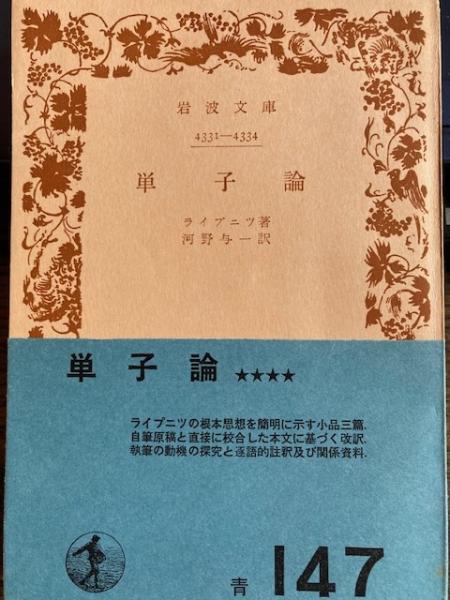 岩波文庫
4331—4334
単子論
ライプニツ著
河野与一訳
単子論 ★★★★
ライプニツの根本思想を簡明に示す小品三篇.
自筆原稿と直接に校合した本文に基づく改訳.
執筆の動機の探究と逐語的註釈及び関係資料.
青 147